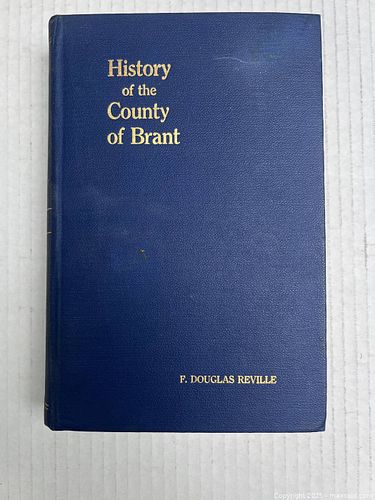 History
of the
County
of Brant
F. DOUGLAS REVILLE